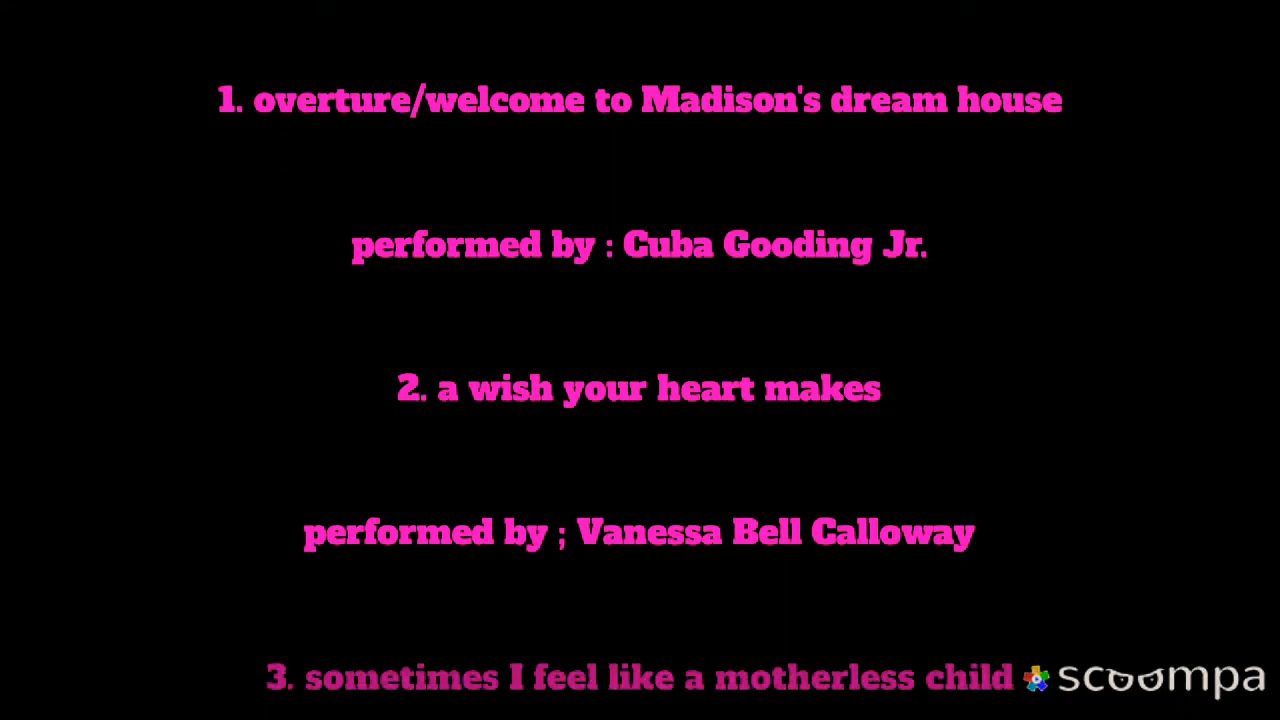 1. overture/welcome to Madison's dream house
performed by : Cuba Gooding Jr.
2. a wish your heart makes
performed by ; Vanessa Bell Calloway
3. sometimes I feel like a motherless child
scoompa